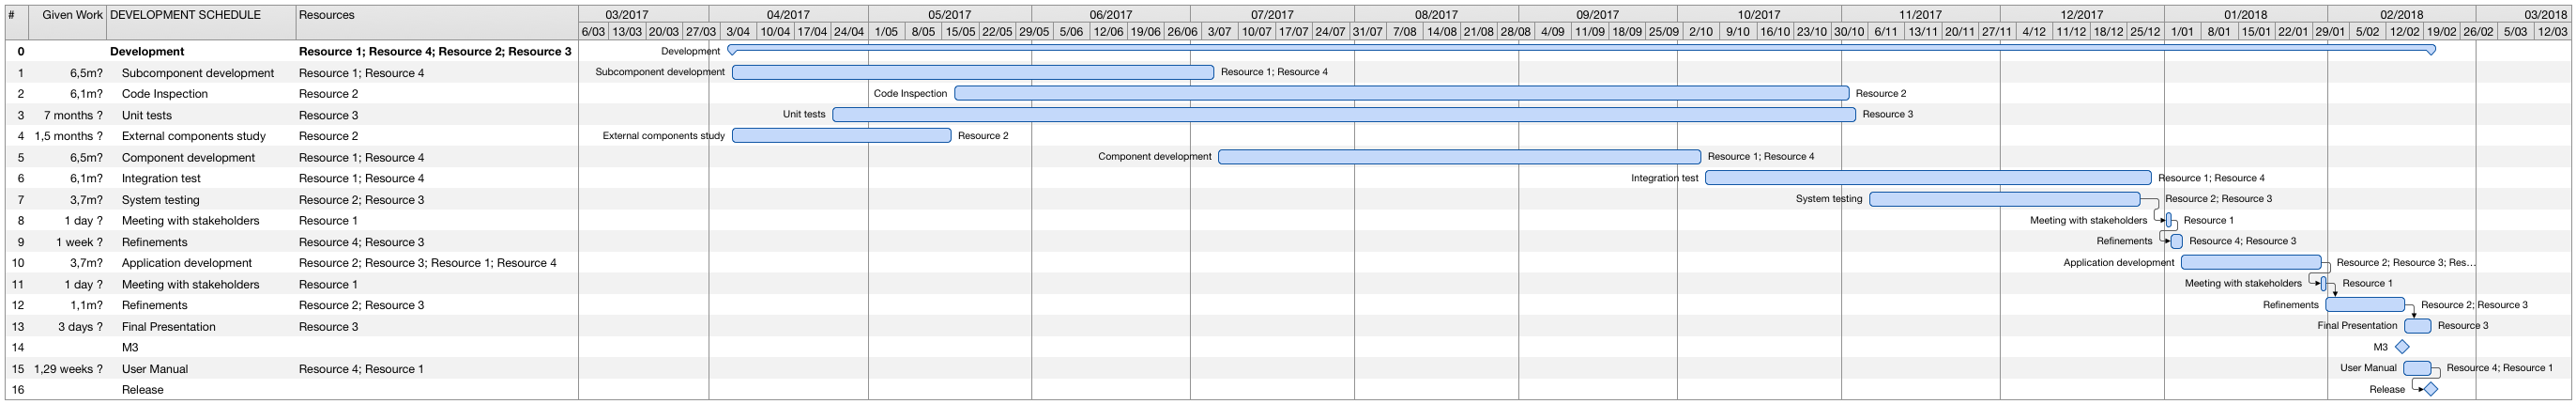 # Given Work DEVELOPMENT SCHEDULE Resources 03/2017 04/2017 05/2017 06/2017 07/2017 08/2017 09/2017 10/2017 11/2017 12/2017 01/2018 02/2018 03/2018
6/03 13/03 20/03 27/03 3/04 10/04 17/04 24/04 1/05 8/05 15/05 22/05 29/05 5/06 12/06 19/06 26/06 3/07 10/07 17/07 24/07 31/07 7/08 14/08 21/08 28/08 4/09 11/09 18/09 25/09 2/10 9/10 16/10 23/10 30/10 6/11 13/11 20/11 27/11 4/12 11/12 18/12 25/12 1/01 8/01 15/01 22/01 29/01 5/02 12/02 19/02 26/02 5/03 12/03
0 Development Resource 1; Resource 4; Resource 2; Resource 3 Development
1 6,5m? Subcomponent development Resource 1; Resource 4 Subcomponent development Resource 1; Resource 4
2 6,1m? Code Inspection Resource 2 Code Inspection Resource 2
3 7 months ? Unit tests Resource 3 Unit tests Resource 3
4 1,5 months ? External components study Resource 2 External components study Resource 2
5 6,5m? Component development Resource 1; Resource 4 Component development Resource 1; Resource 4
6 6,1m? Integration test Resource 1; Resource 4 Integration test Resource 1; Resource 4
7 3,7m? System testing Resource 2; Resource 3 System testing Resource 2; Resource 3
8 1 day ? Meeting with stakeholders Resource 1 Meeting with stakeholders Resource 1
9 1 week ? Refinements Resource 4; Resource 3 Refinements Resource 4; Resource 3
10 3,7m? Application development Resource 2; Resource 3; Resource 1; Resource 4 Application development Resource 2; Resource 3; Res...
11 1 day ? Meeting with stakeholders Resource 1 Meeting with stakeholders Resource 1
12 1,1m? Refinements Resource 2; Resource 3 Refinements Resource 2; Resource 3
13 3 days ? Final Presentation Resource 3 Final Presentation Resource 3
14 M3 M3
15 1,29 weeks ? User Manual Resource 4; Resource 1 User Manual Resource 4; Resource 1
16 Release Release